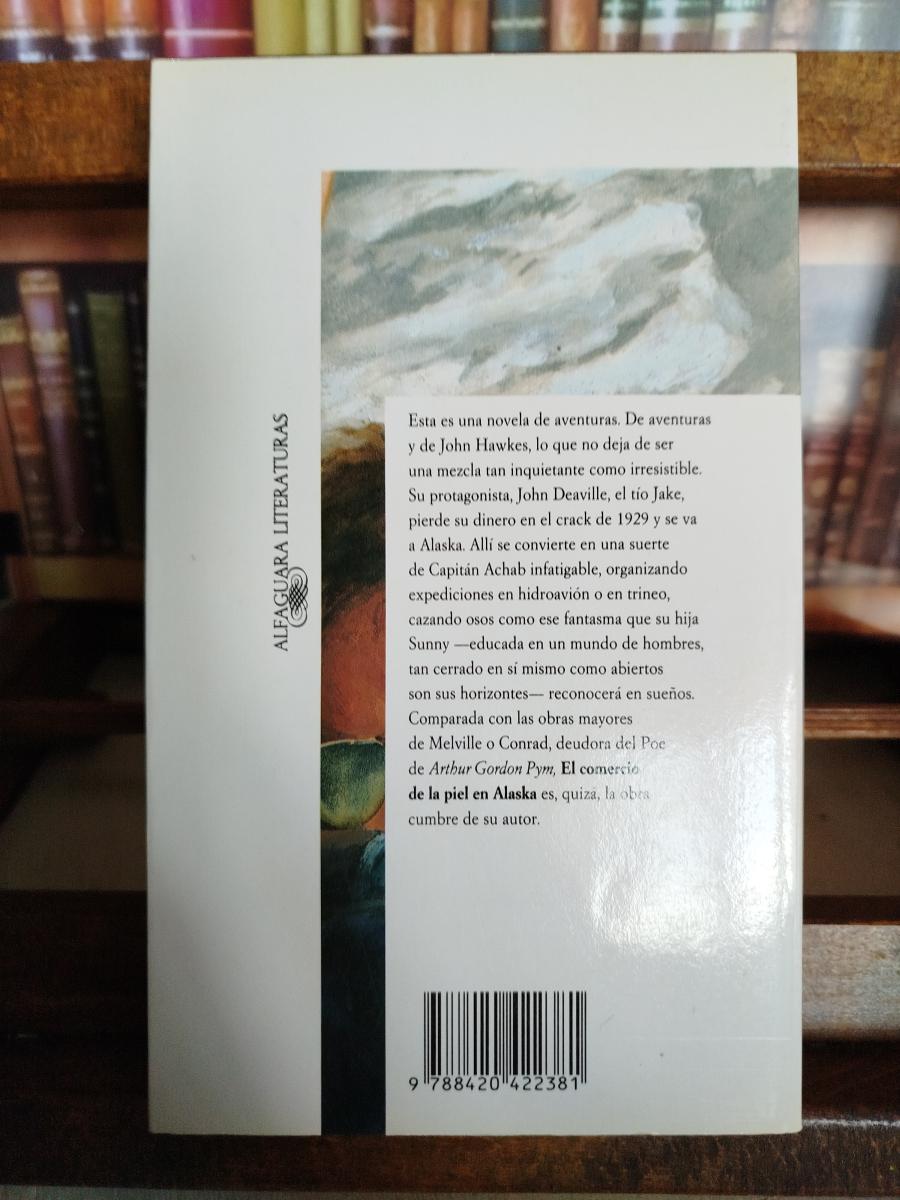 ALFAGUARA LITERATURAS
Esta es una novela de aventuras. De aventuras
y de John Hawkes, lo que no deja de ser
una mezcla tan inquietante como irresistible.
Su protagonista, John Deaville, el tío Jake,
pierde su dinero en el crack de 1929 y se va
a Alaska. Allí se convierte en una suerte
de Capitán Achab infatigable, organizando
expediciones en hidroavión o en trineo,
cazando osos como ese fantasma que su hija
Sunny —educada en un mundo de hombres,
tan cerrado en sí mismo como abiertos
son sus horizontes— reconocerá en sueños.
Comparada con las obras mayores
de Melville o Conrad, deudora del Poe
de Arthur Gordon Pym, El comercio
de la piel en Alaska es, quizá, la obra
cumbre de su autor.
9 788420 422381